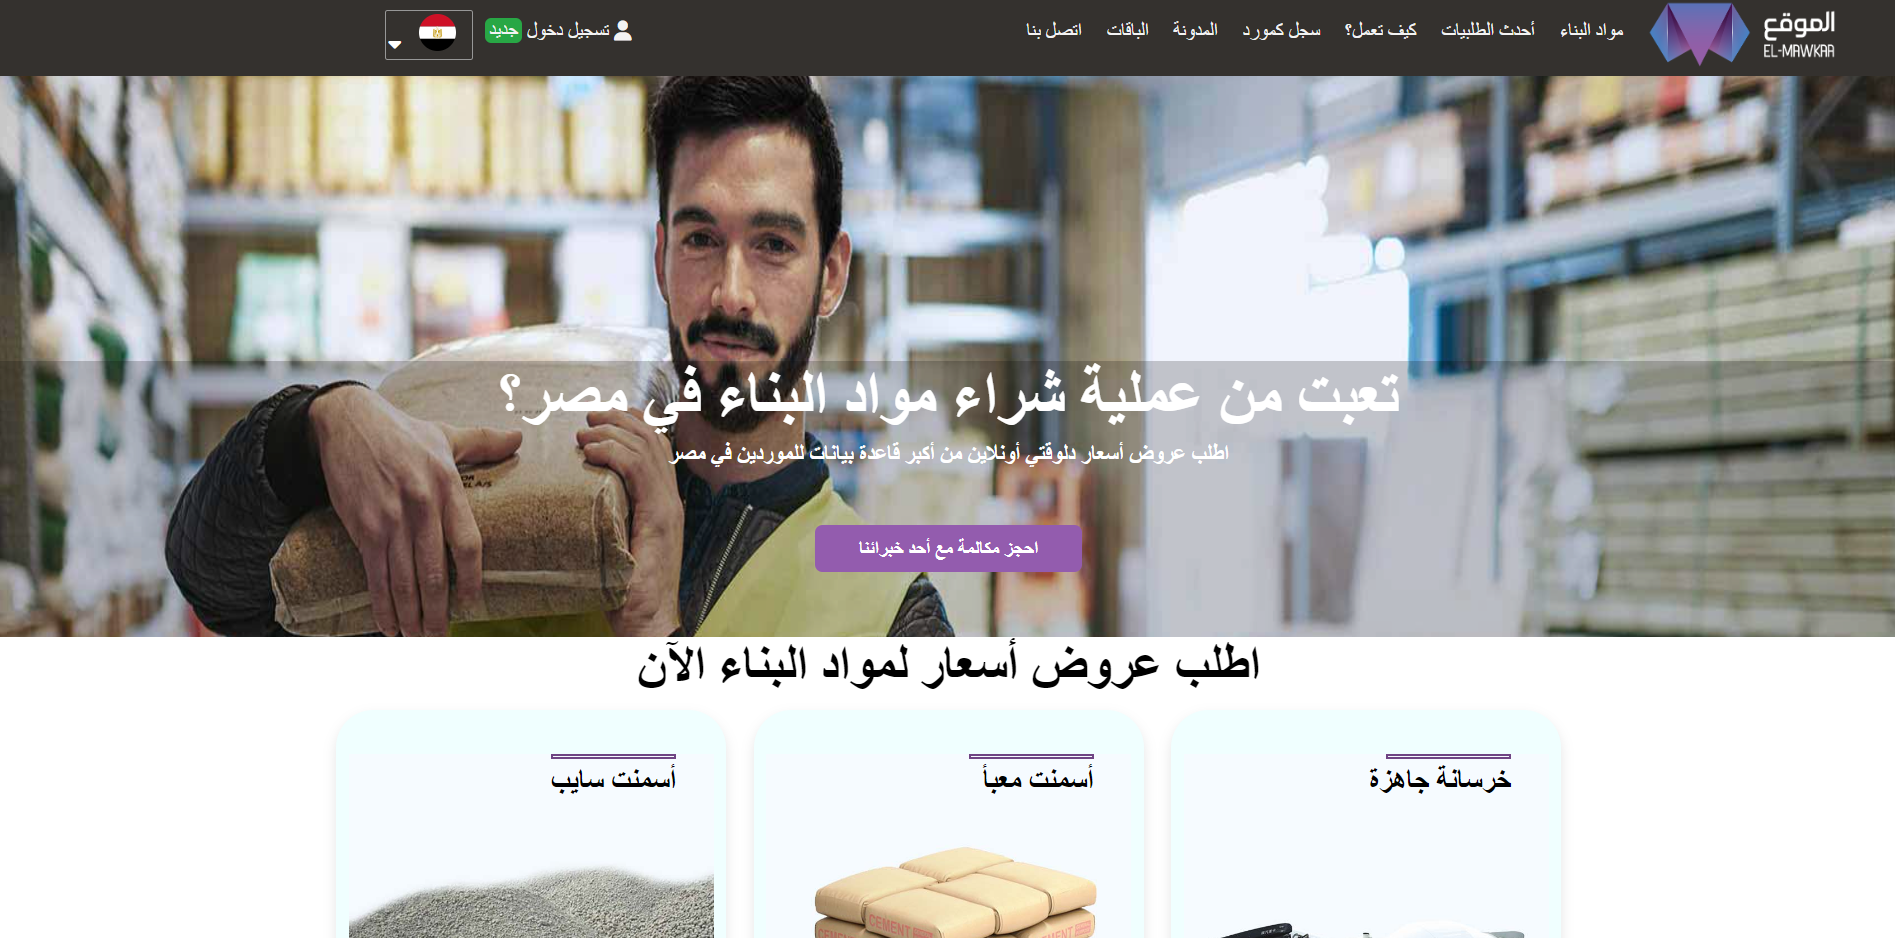 الموقع
EL-MAWKAA
مواد البناء
أحدث الطلبيات
كيف تعمل؟
سجل كمورد
المدونة
الباقات
اتصل بنا
تسجيل دخول جديد
تعبت من عملية شراء مواد البناء في مصر؟
اطلب عروض أسعار دلوقتي أونلاين من أكبر قاعدة بيانات للموردين في مصر
احجز مكالمة مع أحد خبرائنا
اطلب عروض أسعار لمواد البناء الآن
خرسانة جاهزة
أسمنت معبأ
أسمنت سايب
CEMENT